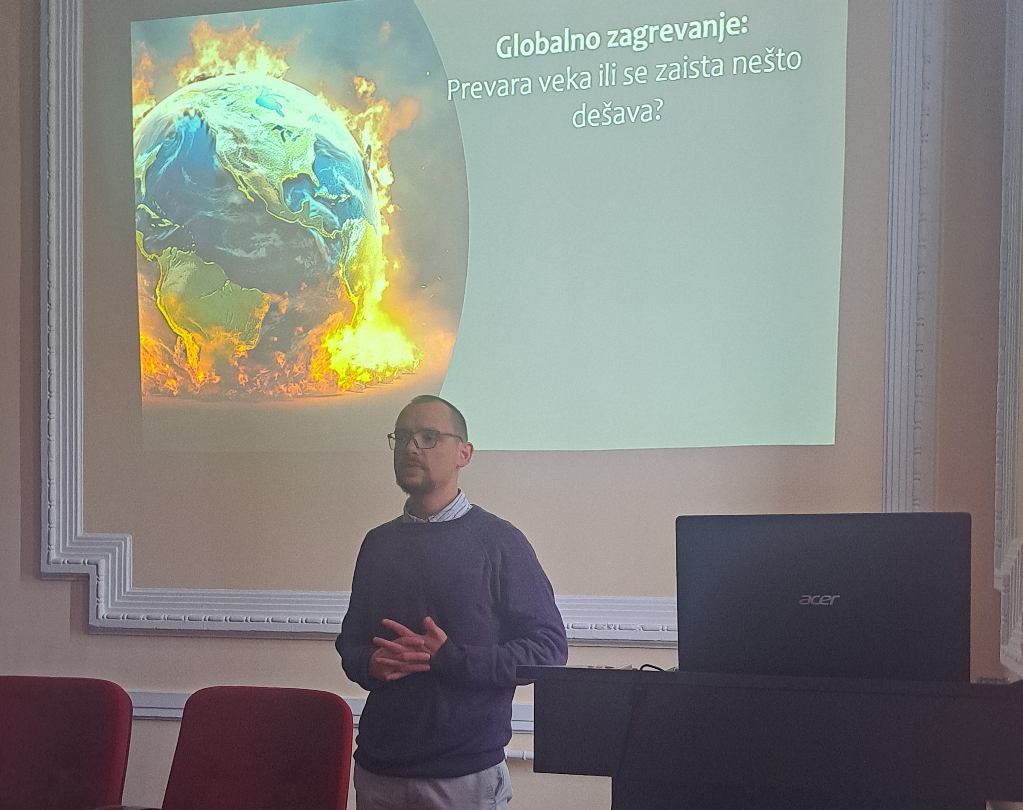 Globalno zagrevanje:
Prevara veka ili se zaista nešto
dešava?
acer